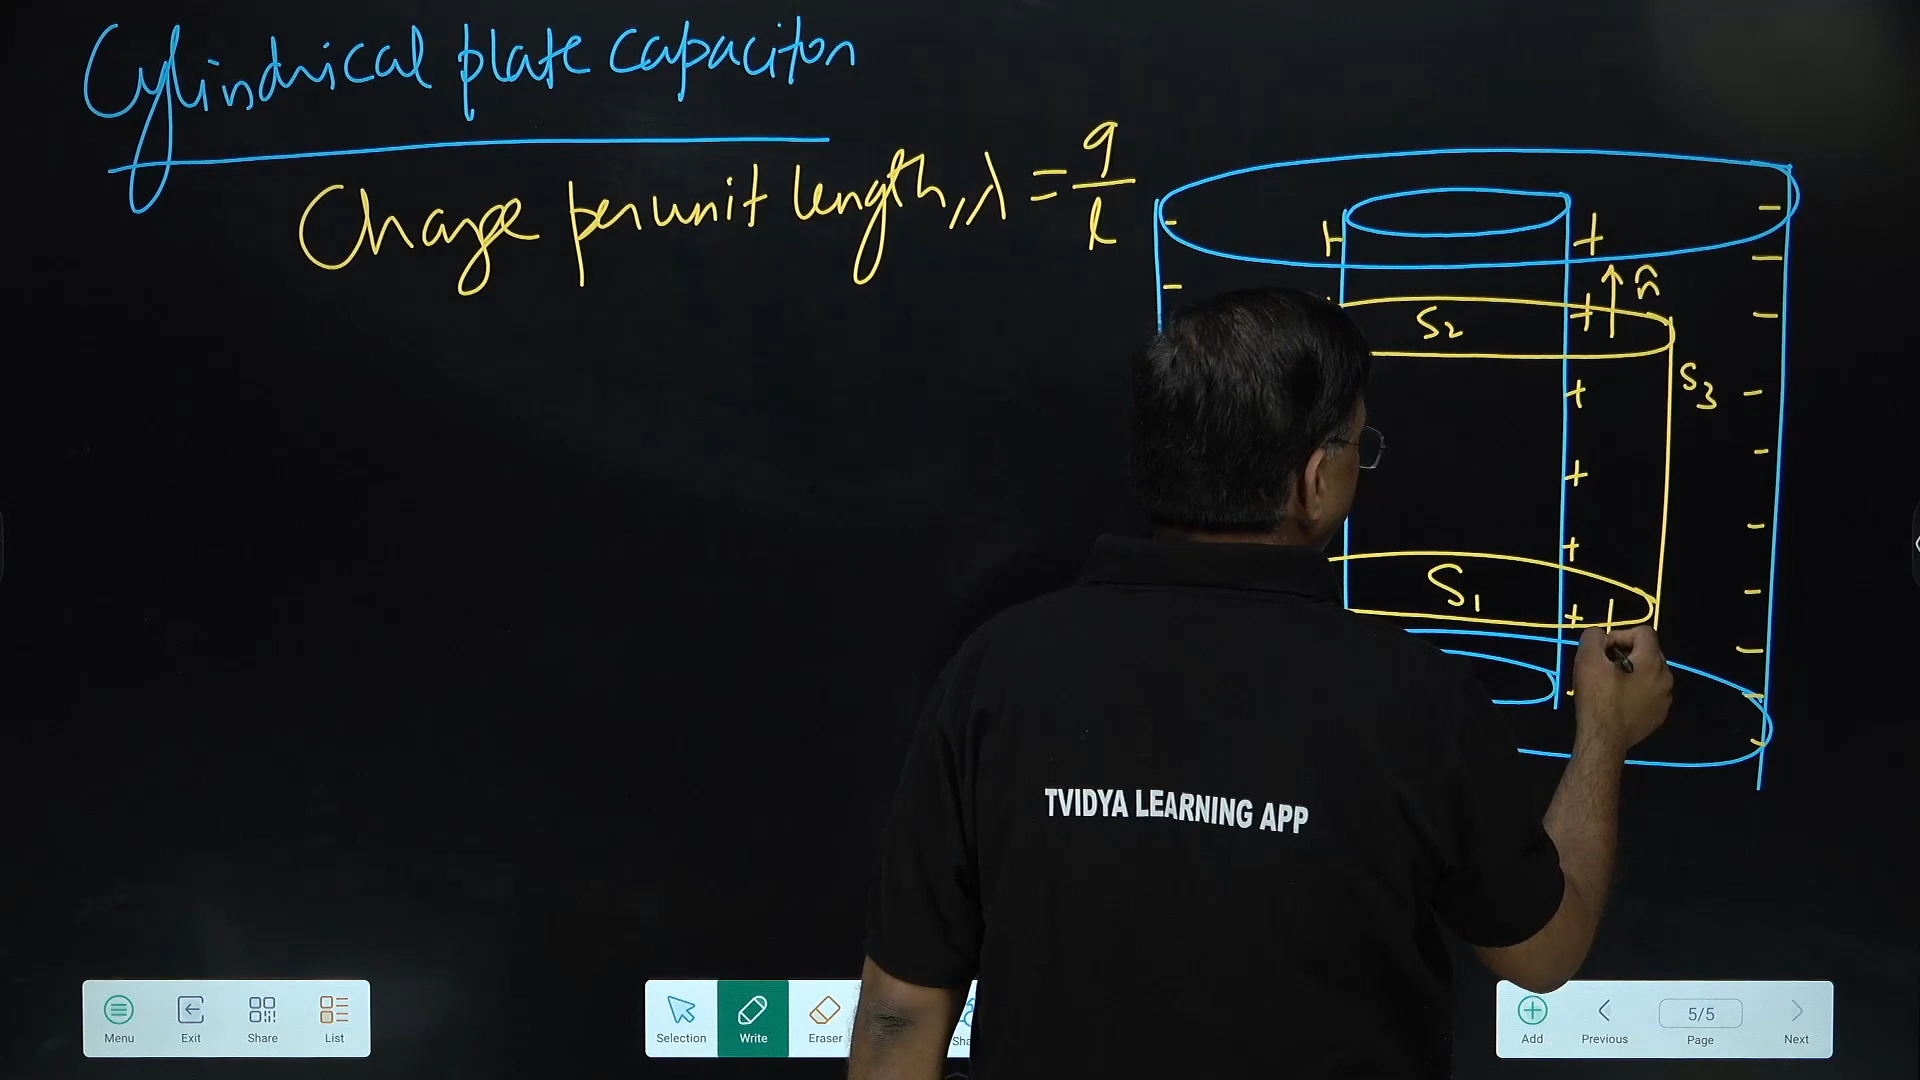 Cylindrical plate capacitor
Charge per unit length, λ = q/l
n̂
S2
S3
S1
TVIDYA LEARNING APP
Menu Exit Share List
Selection Write Eraser
Add Previous 5/5 Page Next